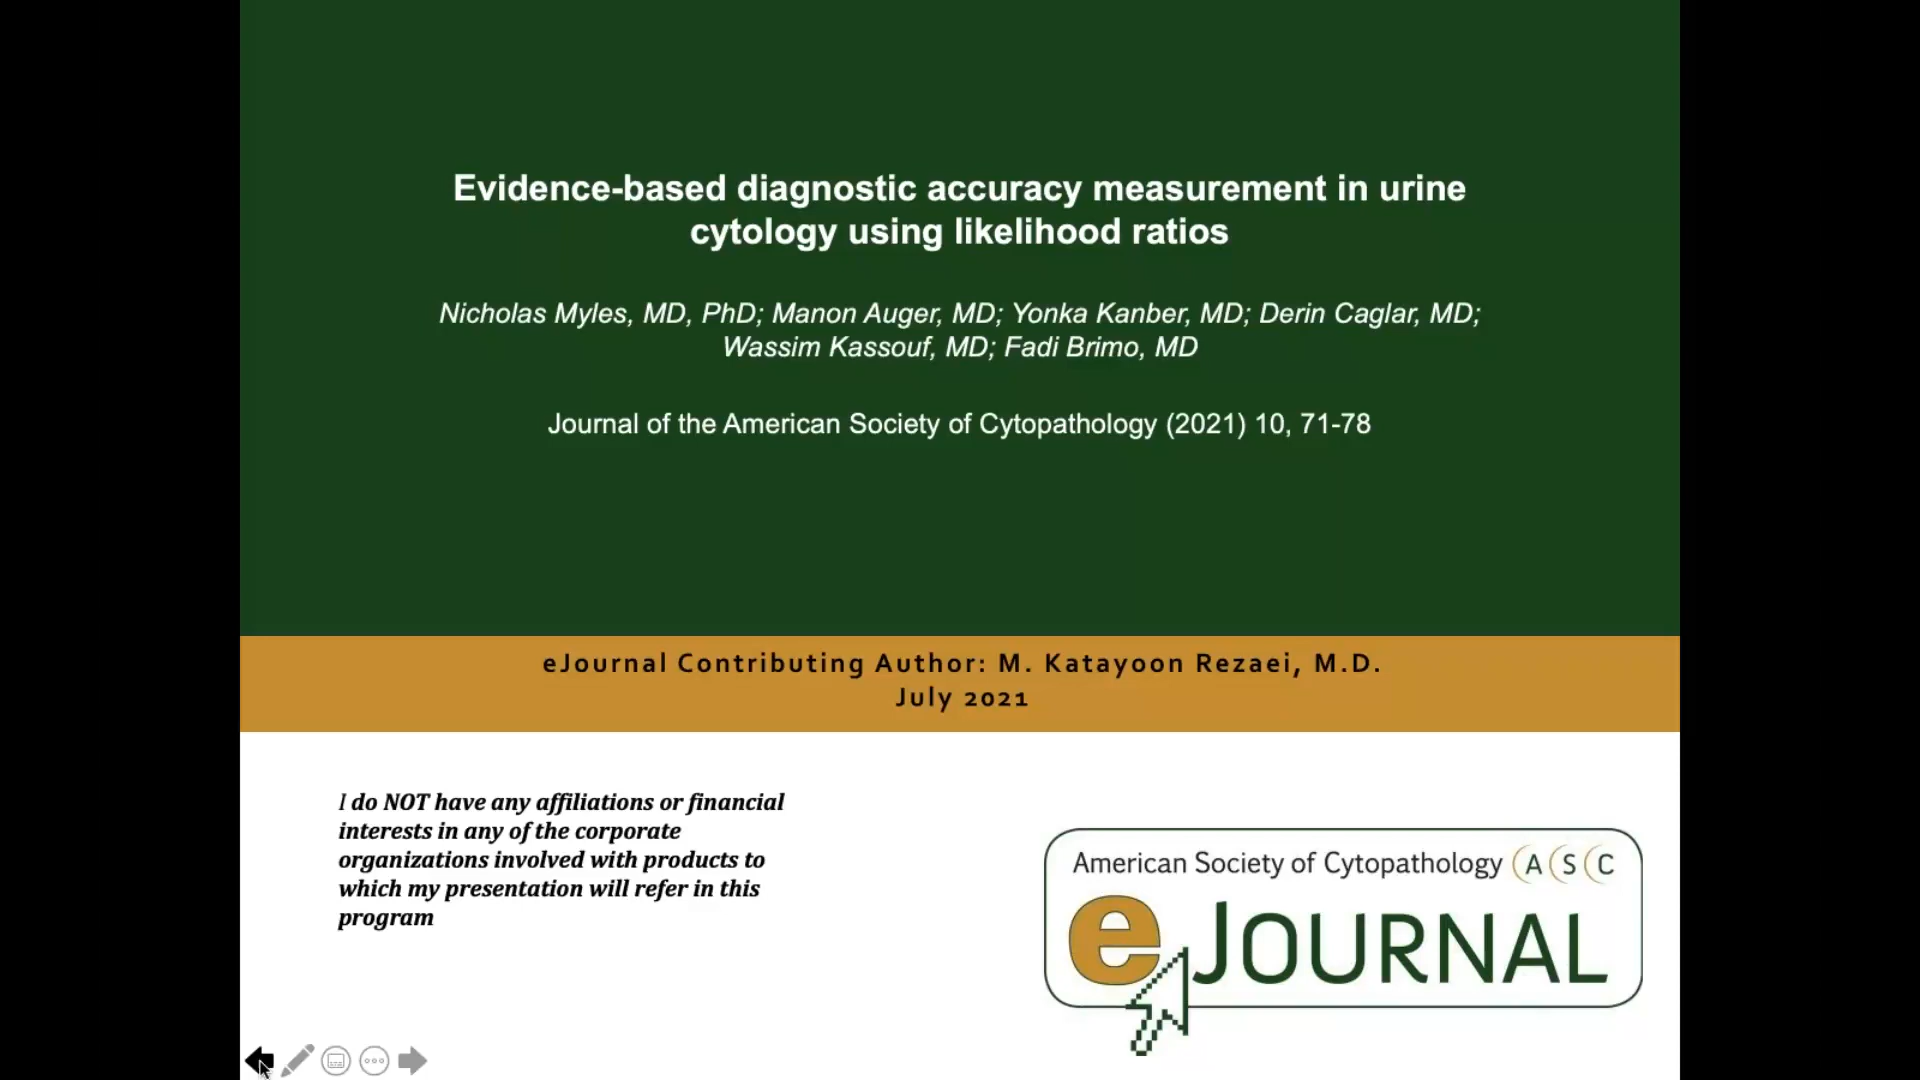 Evidence-based diagnostic accuracy measurement in urine
cytology using likelihood ratios
Nicholas Myles, MD, PhD; Manon Auger, MD; Yonka Kanber, MD; Derin Caglar, MD;
Wassim Kassouf, MD; Fadi Brimo, MD
Journal of the American Society of Cytopathology (2021) 10, 71-78
eJournal Contributing Author: M. Katayoon Rezaei, M.D.
July 2021
I do NOT have any affiliations or financial
interests in any of the corporate
organizations involved with products to
which my presentation will refer in this
program
American Society of Cytopathology ASC
eJOURNAL